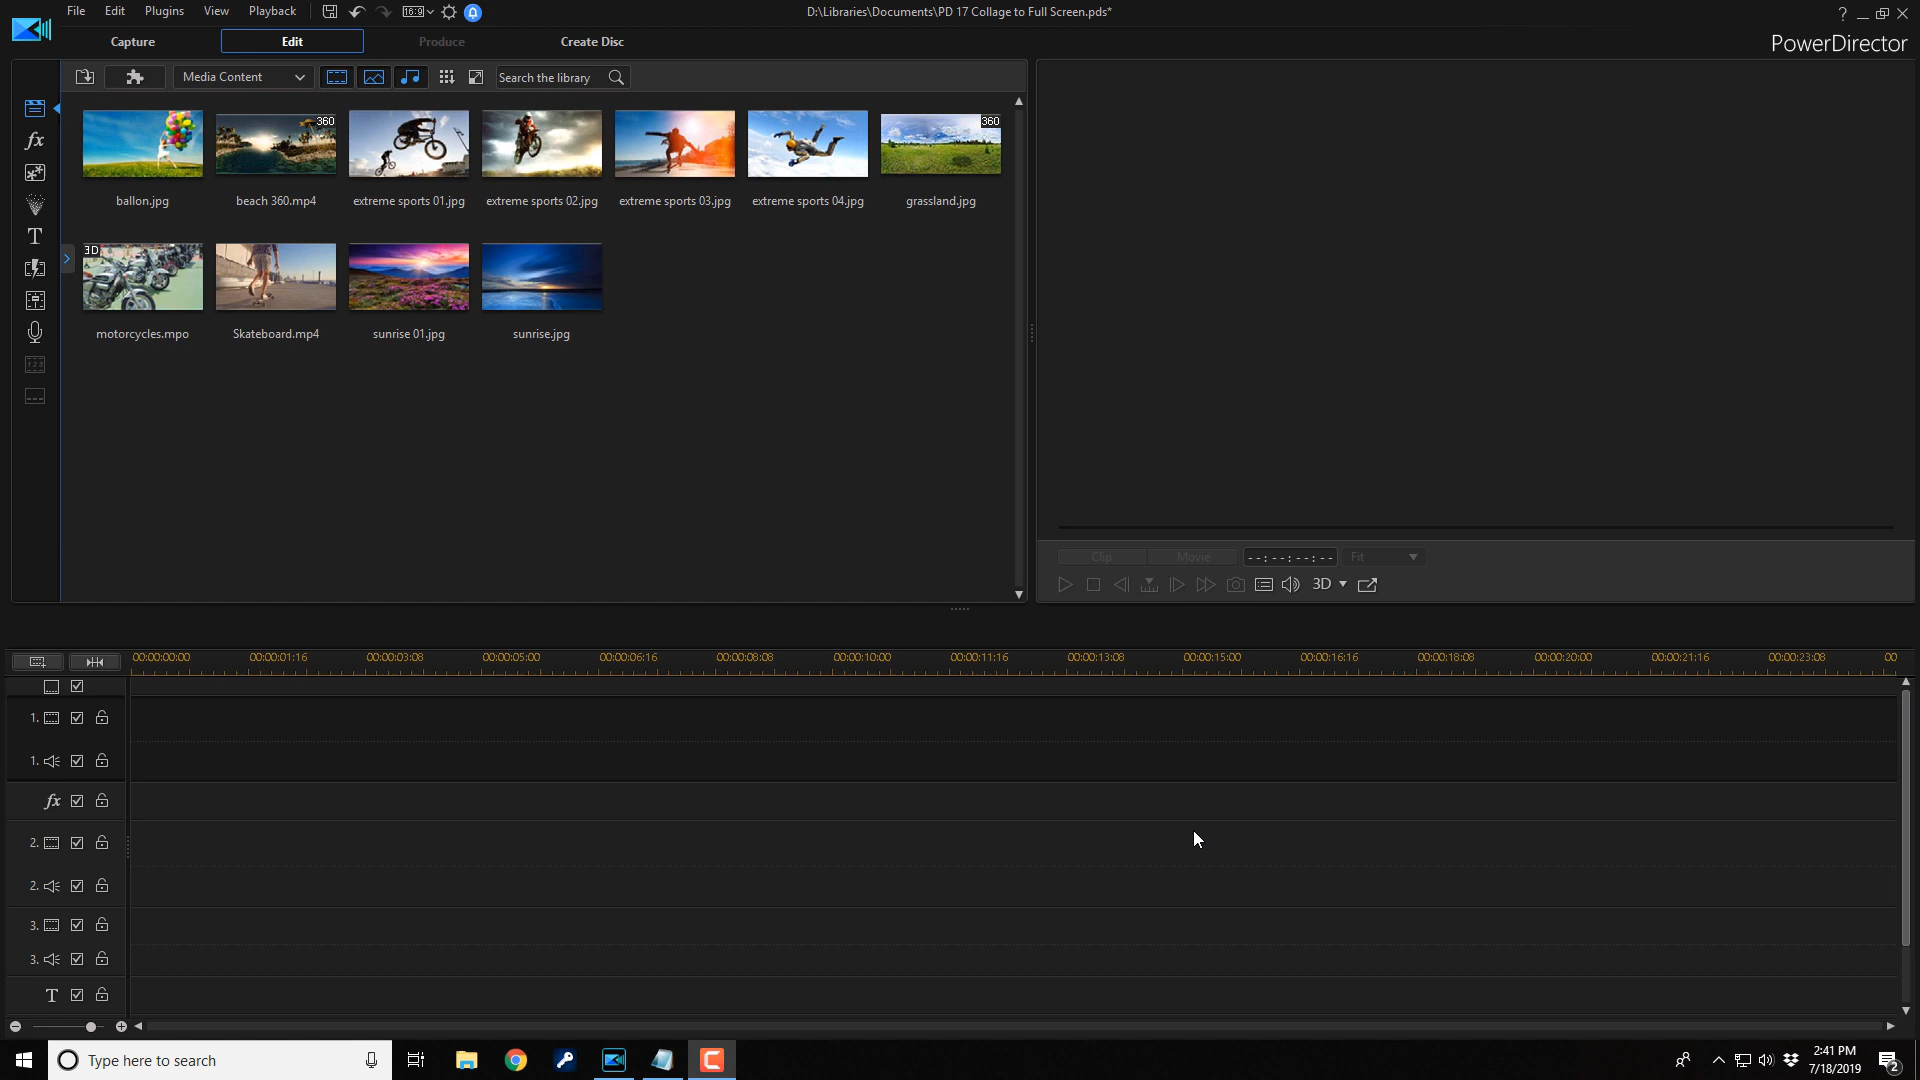 File Edit Plugins View Playback 16:9 D:\Libraries\Documents\PD 17 Collage to Full Screen.pds* ?
Capture Edit Produce Create Disc PowerDirector
Media Content Search the library
360 360
ballon.jpg beach 360.mp4 extreme sports 01.jpg extreme sports 02.jpg extreme sports 03.jpg extreme sports 04.jpg grassland.jpg
fx
T
3D
motorcycles.mpo Skateboard.mp4 sunrise 01.jpg sunrise.jpg
1 2 3
Clip Movie --:--:--:-- Fit
3D
00:00:00:00 00:00:01:16 00:00:03:08 00:00:05:00 00:00:06:16 00:00:08:08 00:00:10:00 00:00:11:16 00:00:13:08 00:00:15:00 00:00:16:16 00:00:18:08 00:00:20:00 00:00:21:16 00:00:23:08 00
1.
1.
fx
2.
2.
3.
3.
T
Type here to search
2:41 PM
7/18/2019
2